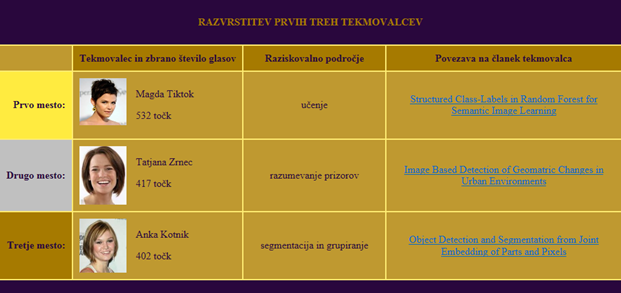 RAZVRSTITEV PRVIH TREH TEKMOVALCEV
Tekmovalec in zbrano število glasov
Raziskovalno področje
Povezava na članek tekmovalca
Prvo mesto:
Magda Tiktok
532 točk
učenje
Structured Class-Labels in Random Forest for
Semantic Image Learning
Drugo mesto:
Tatjana Zrnec
417 točk
razumevanje prizorov
Image Based Detection of Geomatric Changes in
Urban Environments
Tretje mesto:
Anka Kotnik
402 točk
segmentacija in grupiranje
Object Detection and Segmentation from Joint
Embedding of Parts and Pixels